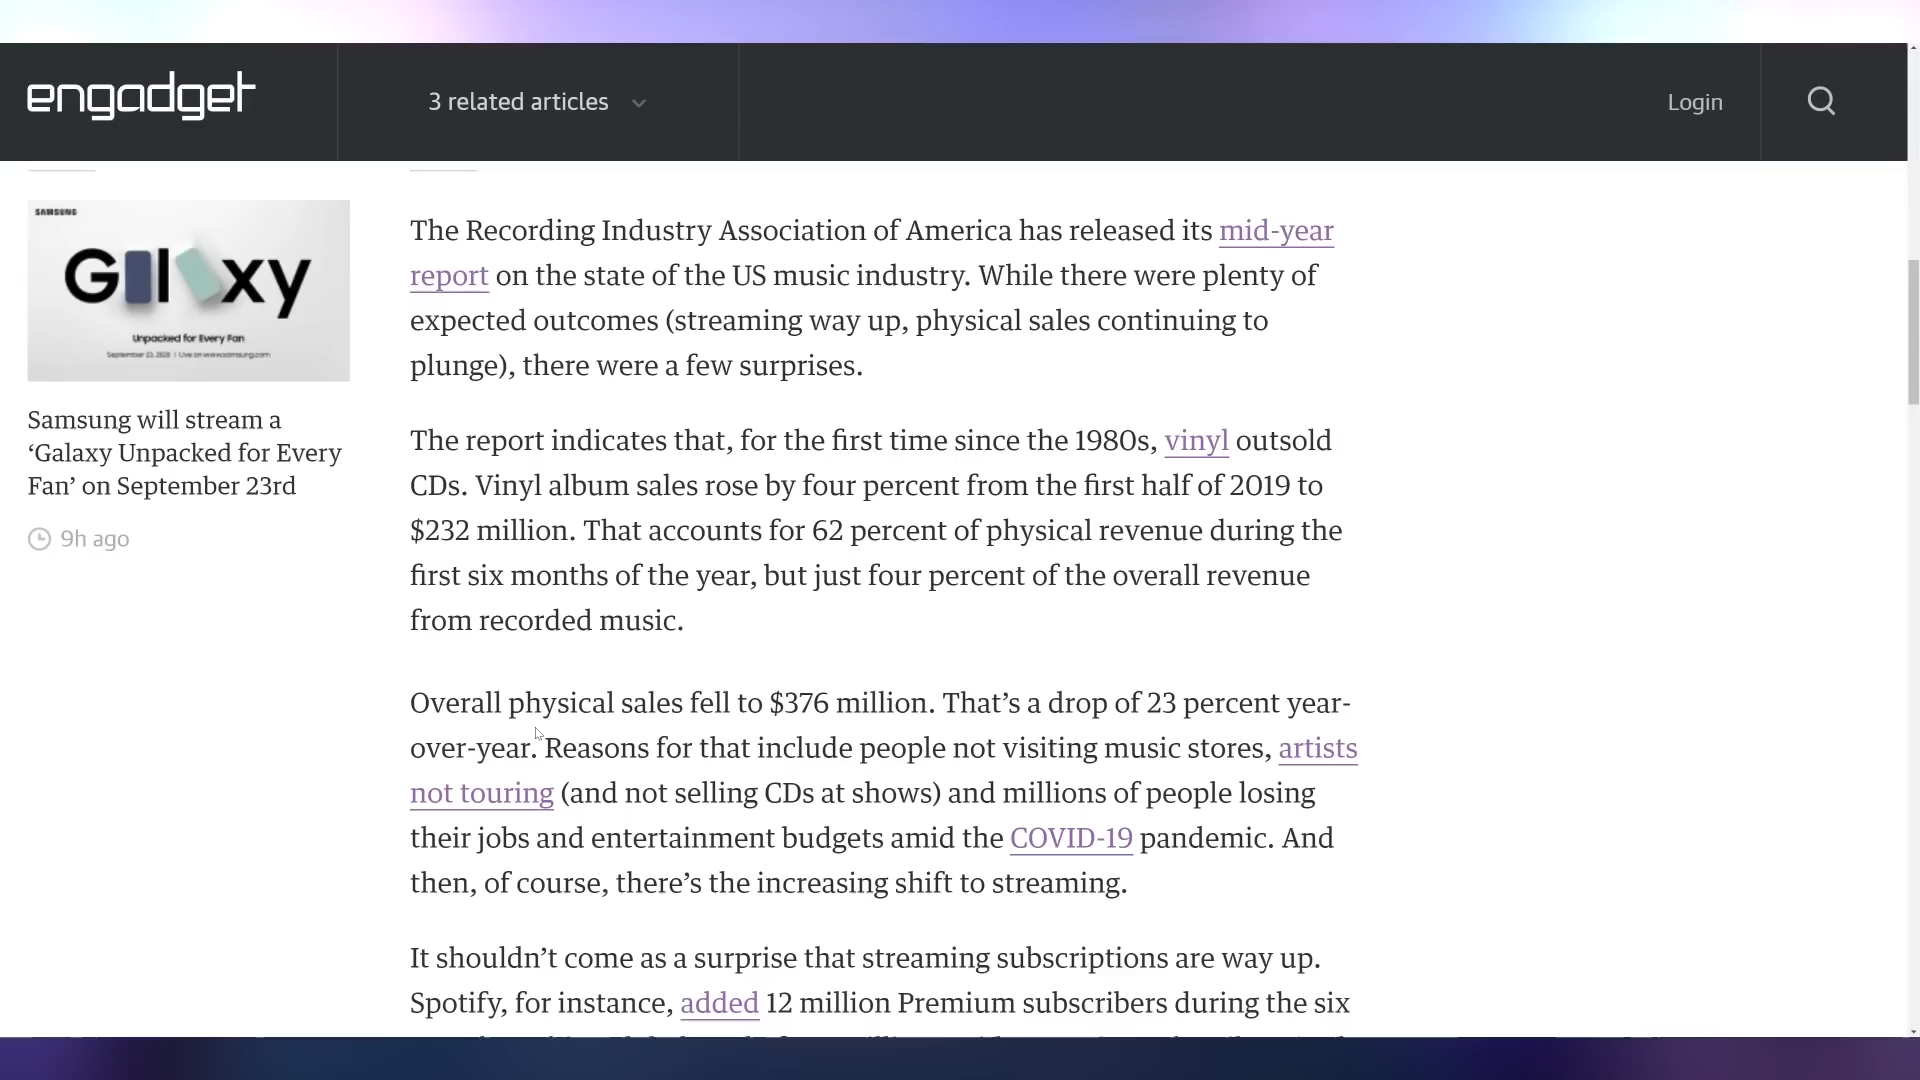 engadget
3 related articles
Login
SAMSUNG
Galaxy
Unpacked for Every Fan
September 23, 2020 | Live on www.samsung.com
Samsung will stream a
‘Galaxy Unpacked for Every
Fan’ on September 23rd
9h ago
The Recording Industry Association of America has released its mid-year
report on the state of the US music industry. While there were plenty of
expected outcomes (streaming way up, physical sales continuing to
plunge), there were a few surprises.
The report indicates that, for the first time since the 1980s, vinyl outsold
CDs. Vinyl album sales rose by four percent from the first half of 2019 to
$232 million. That accounts for 62 percent of physical revenue during the
first six months of the year, but just four percent of the overall revenue
from recorded music.
Overall physical sales fell to $376 million. That’s a drop of 23 percent year-
over-year. Reasons for that include people not visiting music stores, artists
not touring (and not selling CDs at shows) and millions of people losing
their jobs and entertainment budgets amid the COVID-19 pandemic. And
then, of course, there’s the increasing shift to streaming.
It shouldn’t come as a surprise that streaming subscriptions are way up.
Spotify, for instance, added 12 million Premium subscribers during the six